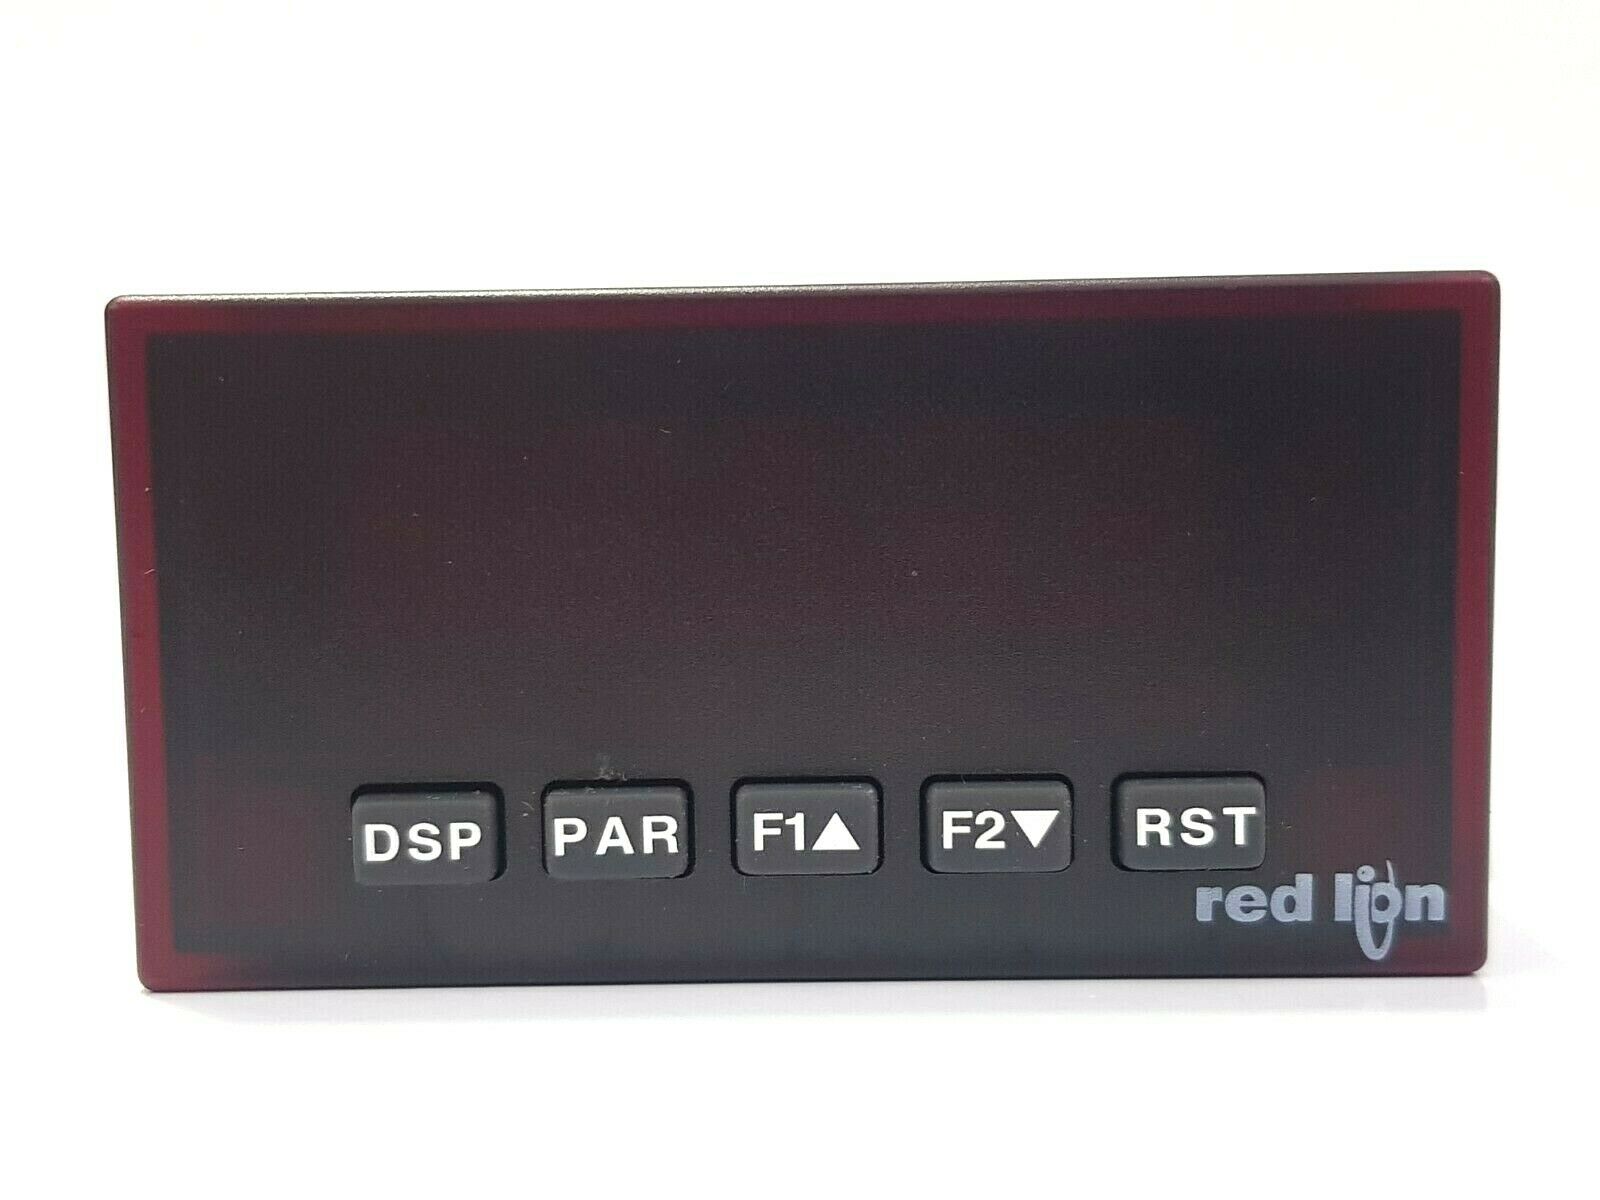 DSP PAR F1▲ F2▼ RST
red lion